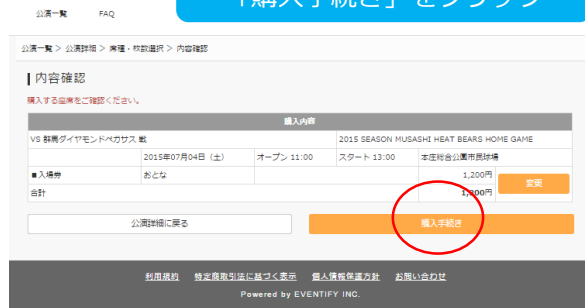 「購入手続き」をクリック
公演一覧 FAQ
公演一覧 > 公演詳細 > 席種・枚数選択 > 内容確認
内容確認
購入する座席をご確認ください。
購入内容
VS 群馬ダイヤモンドペガサス 戦 2015 SEASON MUSASHI HEAT BEARS HOME GAME
2015年07月04日（土） オープン 11:00 スタート 13:00 本庄総合公園市民球場
■入場券 おとな 1,200円 変更
合計 1,200円
公演詳細に戻る 購入手続き
利用規約 特定商取引法に基づく表示 個人情報保護方針 お問い合わせ
Powered by EVENTIFY INC.